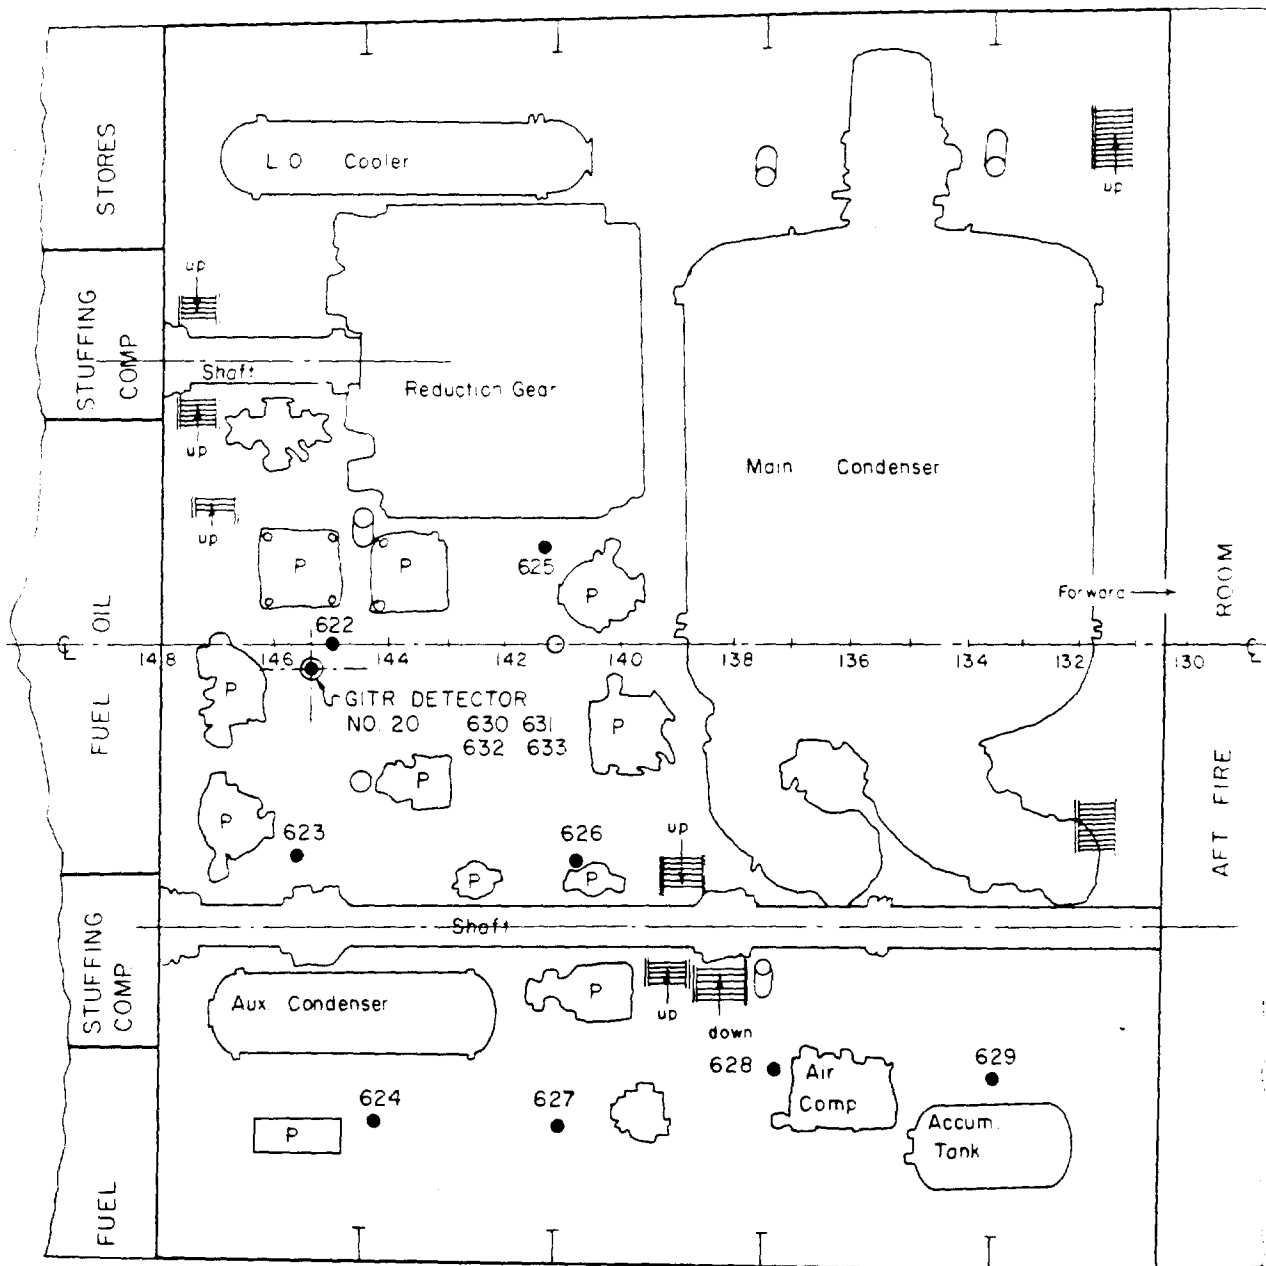 STORES
L O Cooler
up
up
STUFFING
COMP
Shaft
Reduction Gear
up
Main Condenser
up
P
P
625
P
Forward
ROOM
FUEL OIL
622
148
146
144
142
140
138
136
134
132
130
P
GITR DETECTOR
NO. 20 630 631
632 633
P
P
P
623
626
up
P
P
AFT FIRE
Shaft
STUFFING
COMP
Aux. Condenser
P
up
down
628
Air
Comp
629
624
627
P
Accum.
Tank
FUEL